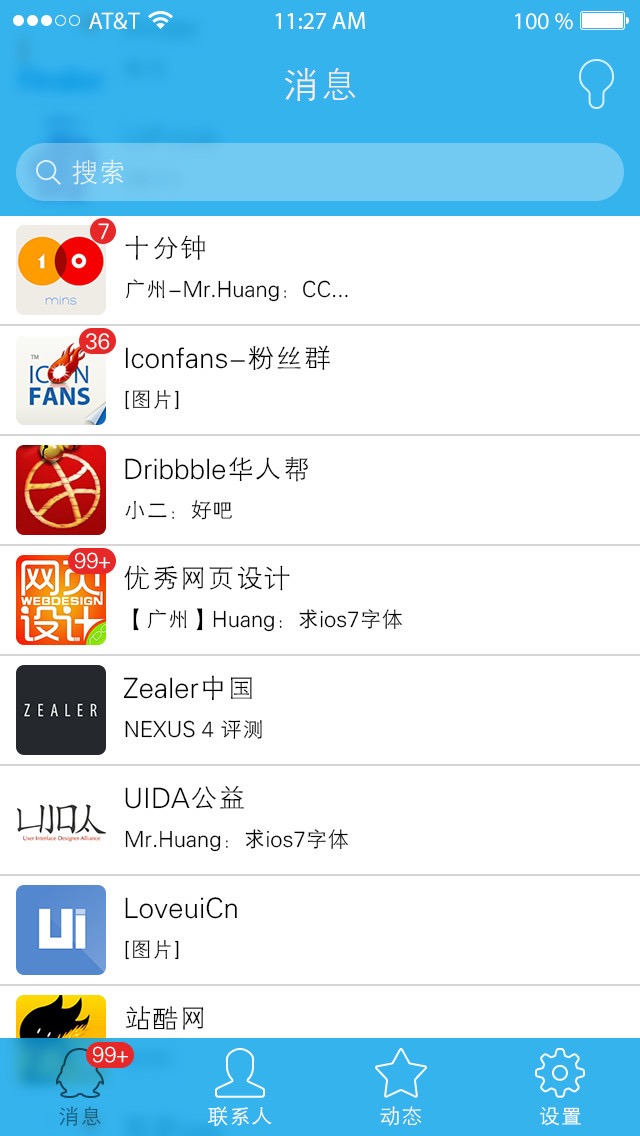 AT&T 11:27 AM 100 %
消息
搜索
7
10
mins
十分钟
广州-Mr.Huang：CC...
36
TM
ICON
FANS
Iconfans-粉丝群
[图片]
Dribbble华人帮
小二：好吧
99+
网页
WEBDESIGN
设计
优秀网页设计
【广州】Huang：求ios7字体
ZEALER
Zealer中国
NEXUS 4 评测
UIDA
User Interface Designer Alliance
UIDA公益
Mr.Huang：求ios7字体
Ui
LoveuiCn
[图片]
站酷网
99+
消息 联系人 动态 设置